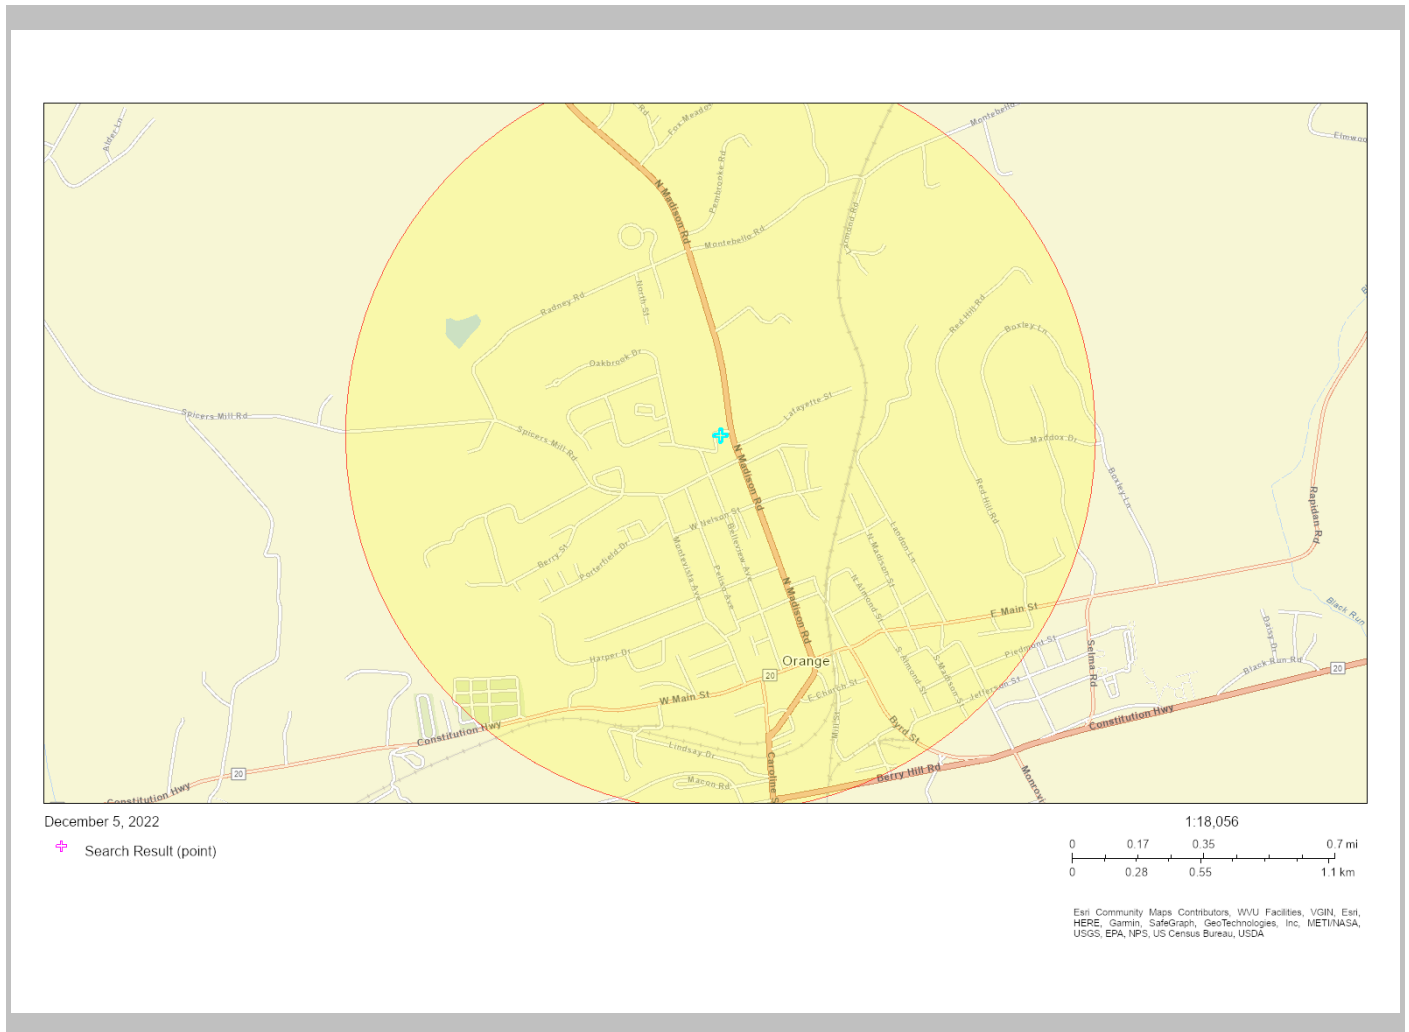 Alder Ln
Rd
Fox Meado
Montebello
Elmwoo
N Madison Rd
Pembrooke Rd
Montebello Rd
Radney Rd
North St
Red Hill Rd
Boxley Ln
Oakbrook Dr
Lafayette St
Spicers Mill Rd
Spicers Mill Rd
Maddox Dr
N Madison Rd
Boxley Ln
Red Hill Rd
Rapidan Rd
W Nelson St
Belleview Ave
Landon Ln
N Madison St
Berry St
Porterfield Dr
Montevista Ave
Peliso Ave
N Almond St
N Madison Rd
E Main St
Black Run
Daisy Dr
Harper Dr
Orange
Piedmont St
Selma Rd
Black Run Rd
20
20
S Almond St
S Madison St
Jefferson St
E Church St
W Main St
Constitution Hwy
Constitution Hwy
Mill St
Byrd St
Lindsay Dr
Caroline S
Berry Hill Rd
Monrovi
20
Macon Rd
Constitution Hwy
December 5, 2022
Search Result (point)
1:18,056
0 0.17 0.35 0.7 mi
0 0.28 0.55 1.1 km
Esri Community Maps Contributors, WVU Facilities, VGIN, Esri,
HERE, Garmin, SafeGraph, GeoTechnologies, Inc, METI/NASA,
USGS, EPA, NPS, US Census Bureau, USDA